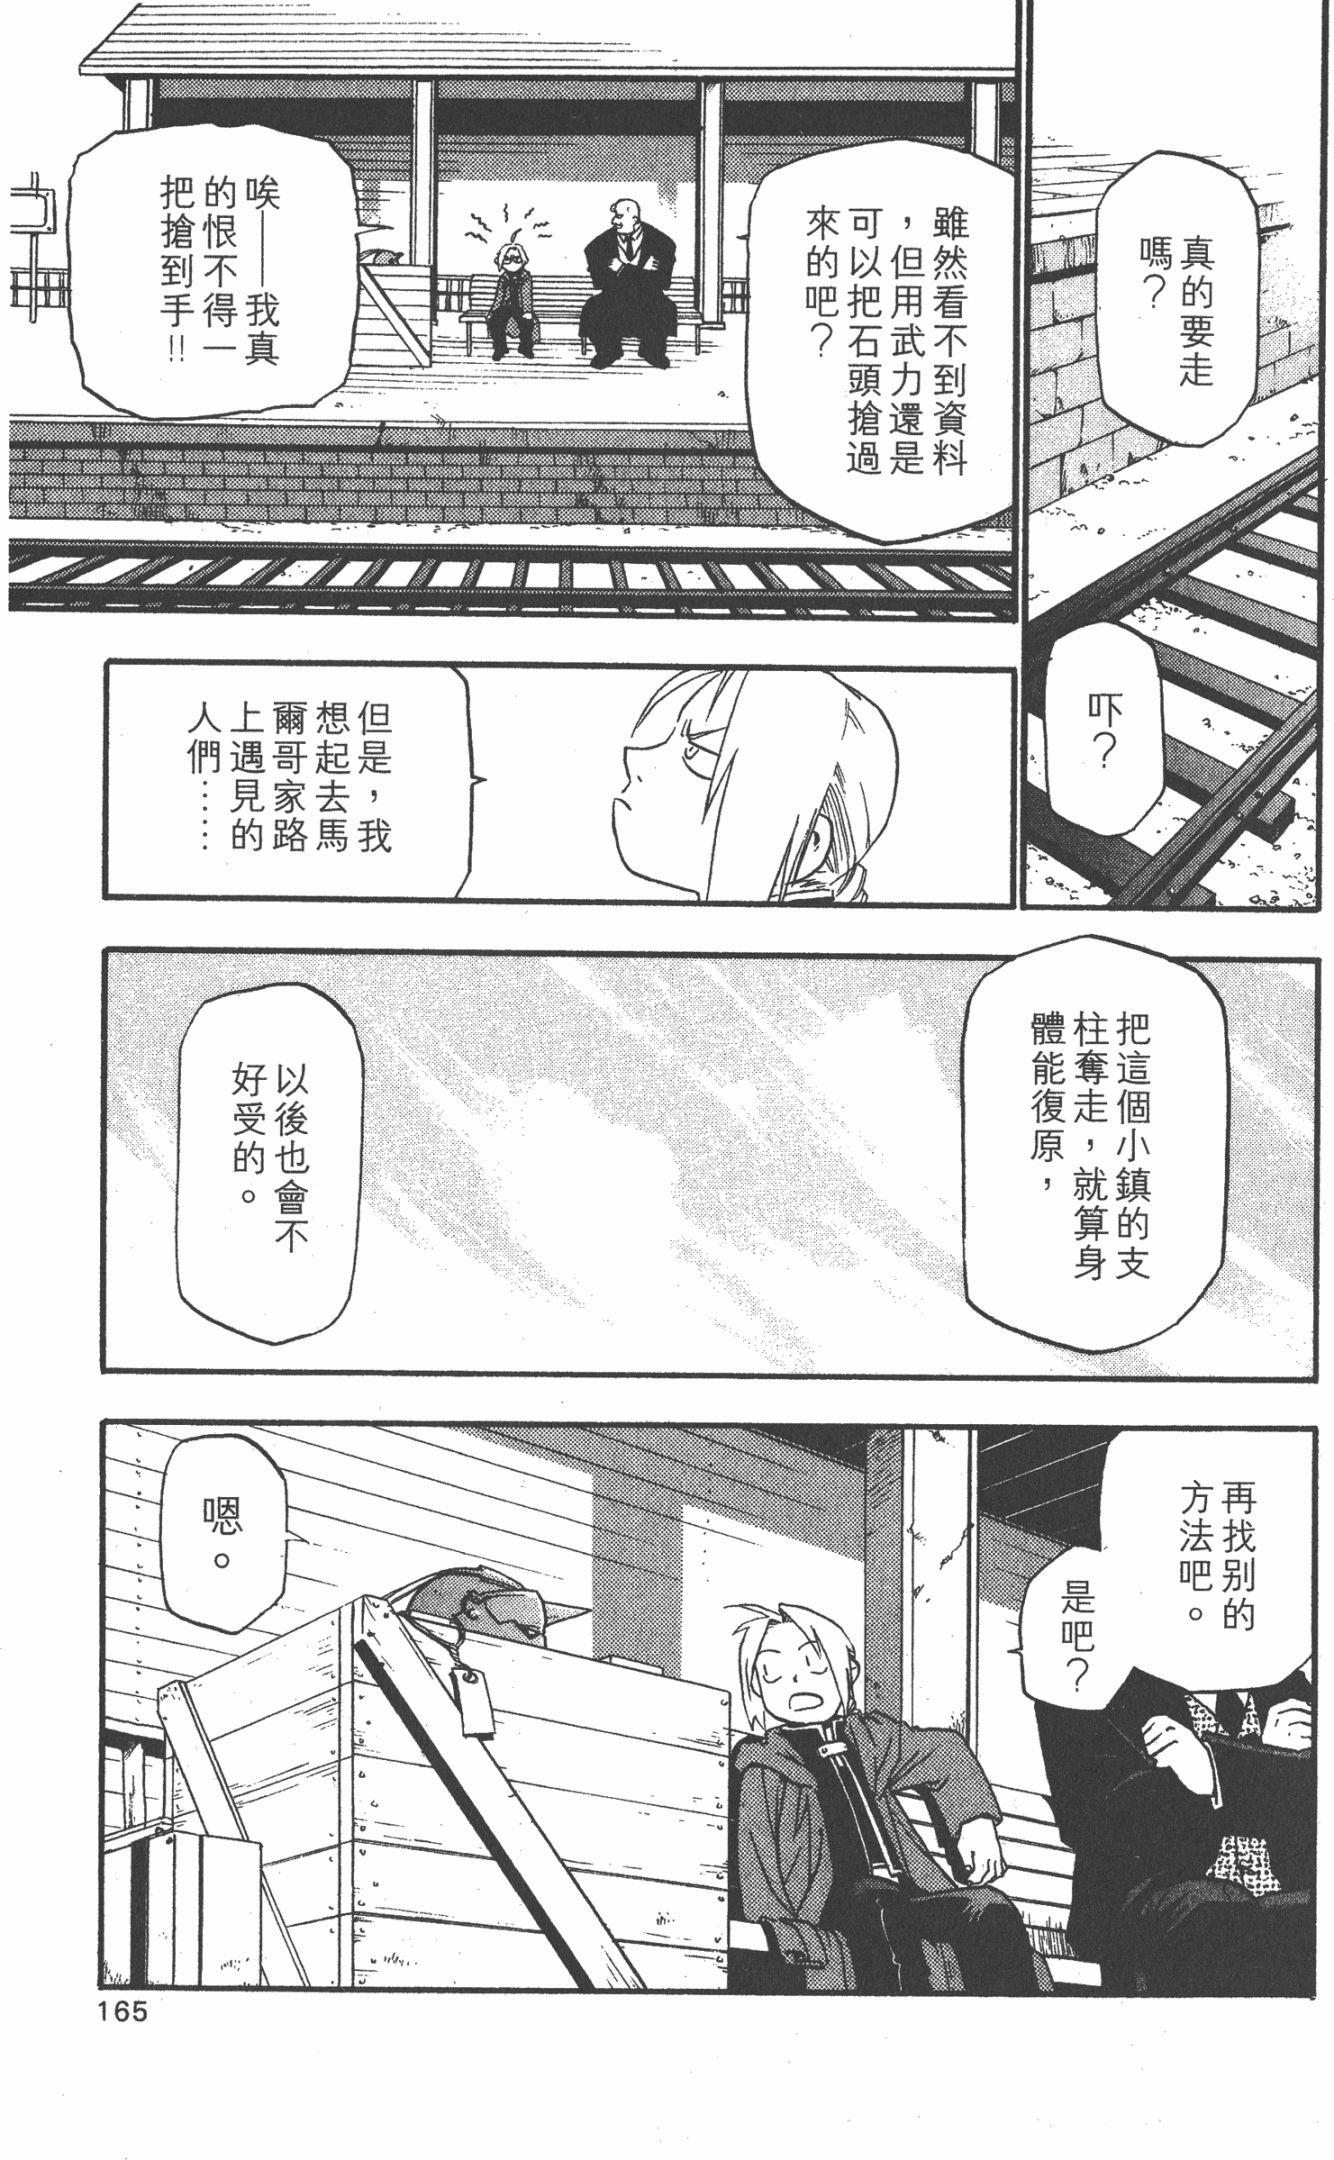 真的要走
嗎？
吓？
雖然看不到資料
，但用武力還是
可以把石頭搶過
來的吧？
唉——我真
的恨不得一
把搶到手!!
但是，我
想起去馬
爾哥家路
上遇見的
人們……
把這個小鎮的支
柱奪走，就算身
體能復原，
以後也會不
好受的。
再找别的
方法吧。
是吧？
嗯。
165